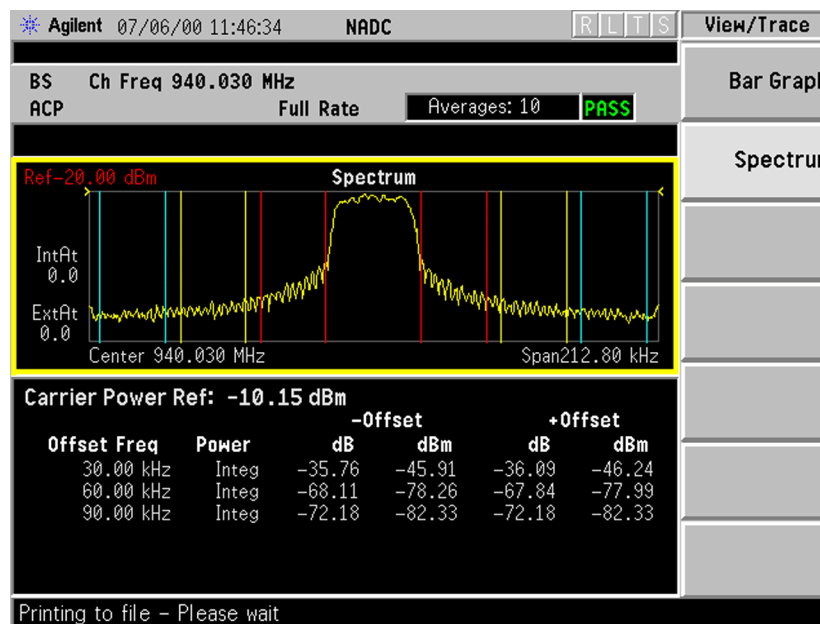 Agilent 07/06/00 11:46:34 NADC R L T S View/Trace
BS Ch Freq 940.030 MHz
ACP Full Rate Averages: 10 PASS
Bar Graph
Spectrum
Ref-20.00 dBm Spectrum
IntAt
0.0
ExtAt
0.0
Center 940.030 MHz Span212.80 kHz
Carrier Power Ref: -10.15 dBm
-Offset +Offset
Offset Freq Power dB dBm dB dBm
30.00 kHz Integ -35.76 -45.91 -36.09 -46.24
60.00 kHz Integ -68.11 -78.26 -67.84 -77.99
90.00 kHz Integ -72.18 -82.33 -72.18 -82.33
Printing to file - Please wait